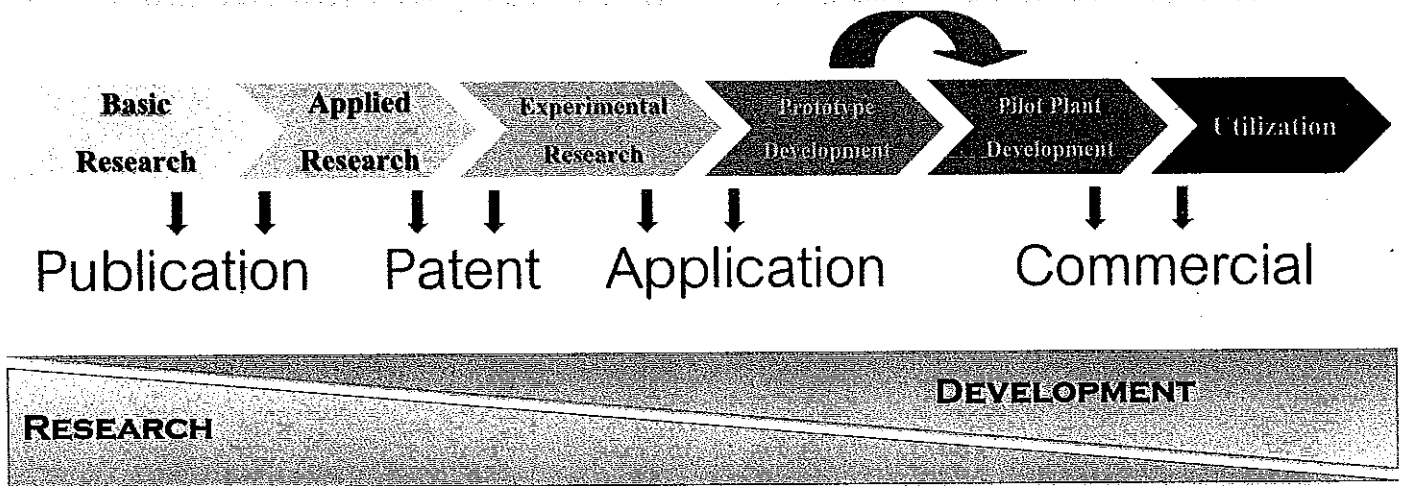 Basic
Research
Applied
Research
Experimental
Research
Prototype
Development
Pilot Plant
Development
Utilization
Publication
Patent
Application
Commercial
DEVELOPMENT
RESEARCH